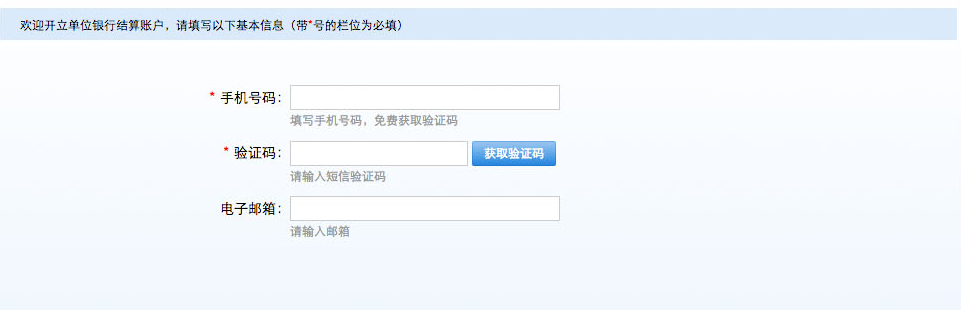 欢迎开立单位银行结算账户，请填写以下基本信息（带*号的栏位为必填）
* 手机号码：
填写手机号码，免费获取验证码
* 验证码： 获取验证码
请输入短信验证码
电子邮箱：
请输入邮箱